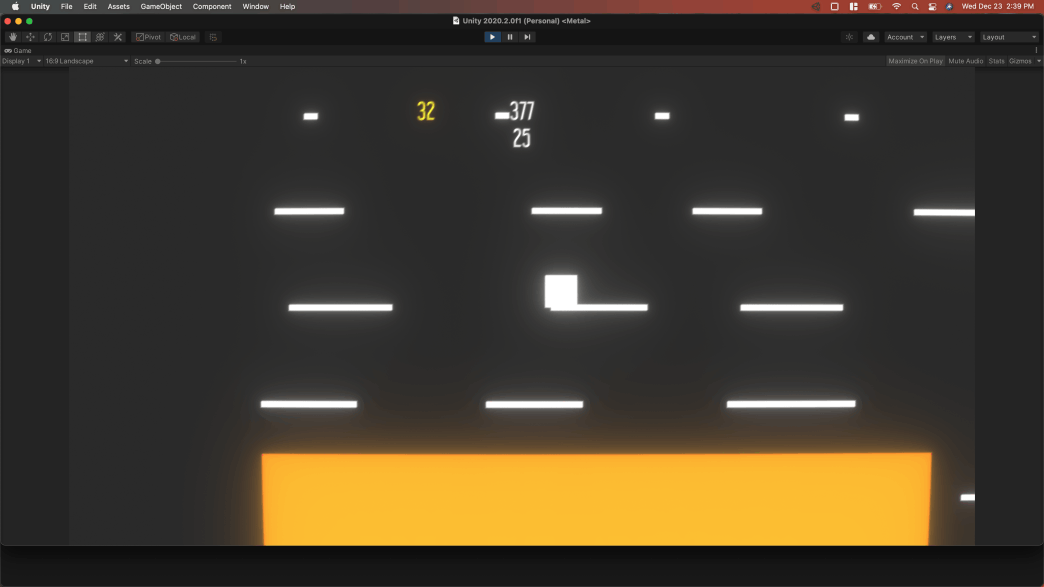 Unity File Edit Assets GameObject Component Window Help Wed Dec 23 2:39 PM
Unity 2020.2.0f1 (Personal) <Metal>
Pivot Local Account Layers Layout
Game
Display 1 16:9 Landscape Scale 1x Maximize On Play Mute Audio Stats Gizmos
32 377
25